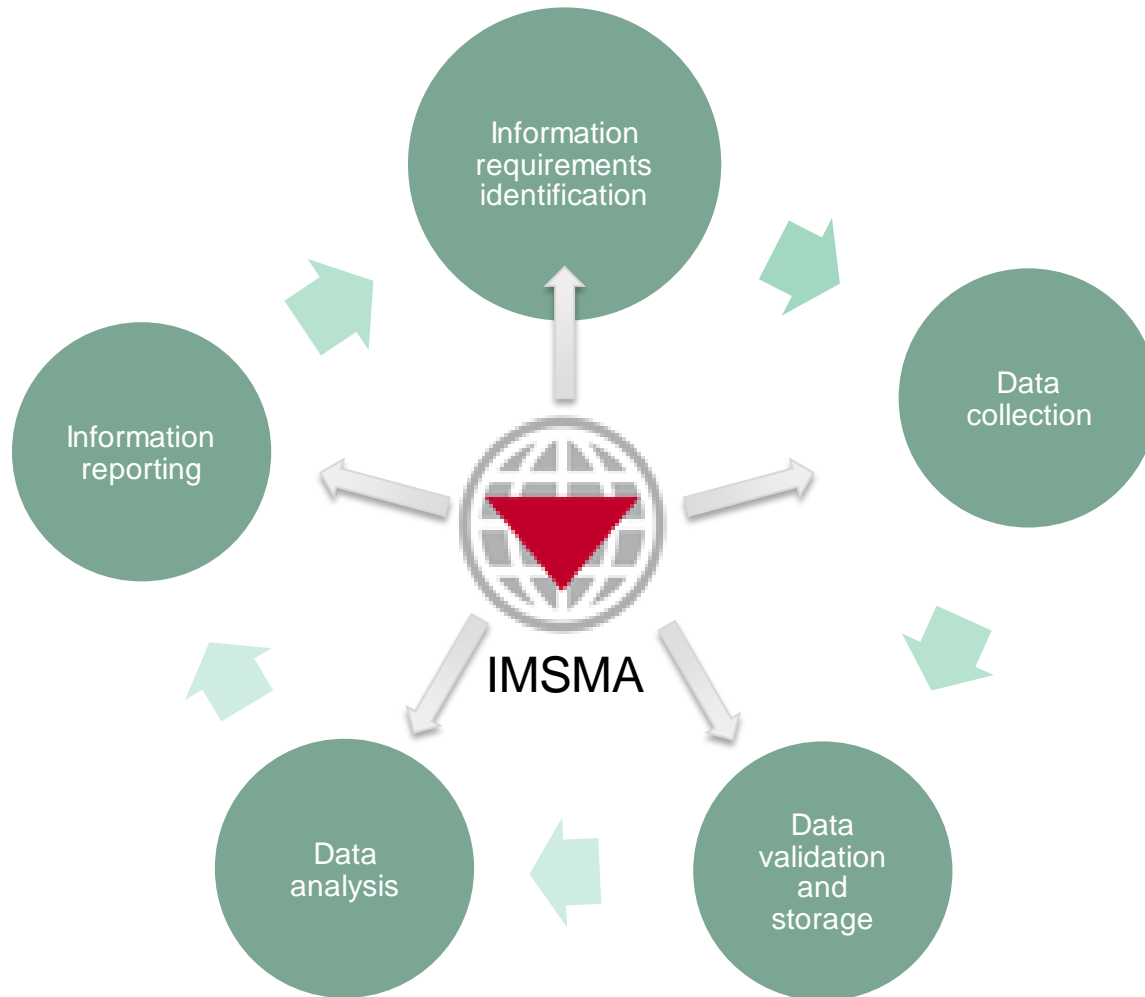 Information
requirements
identification
Data
collection
Information
reporting
IMSMA
Data
analysis
Data
validation
and
storage